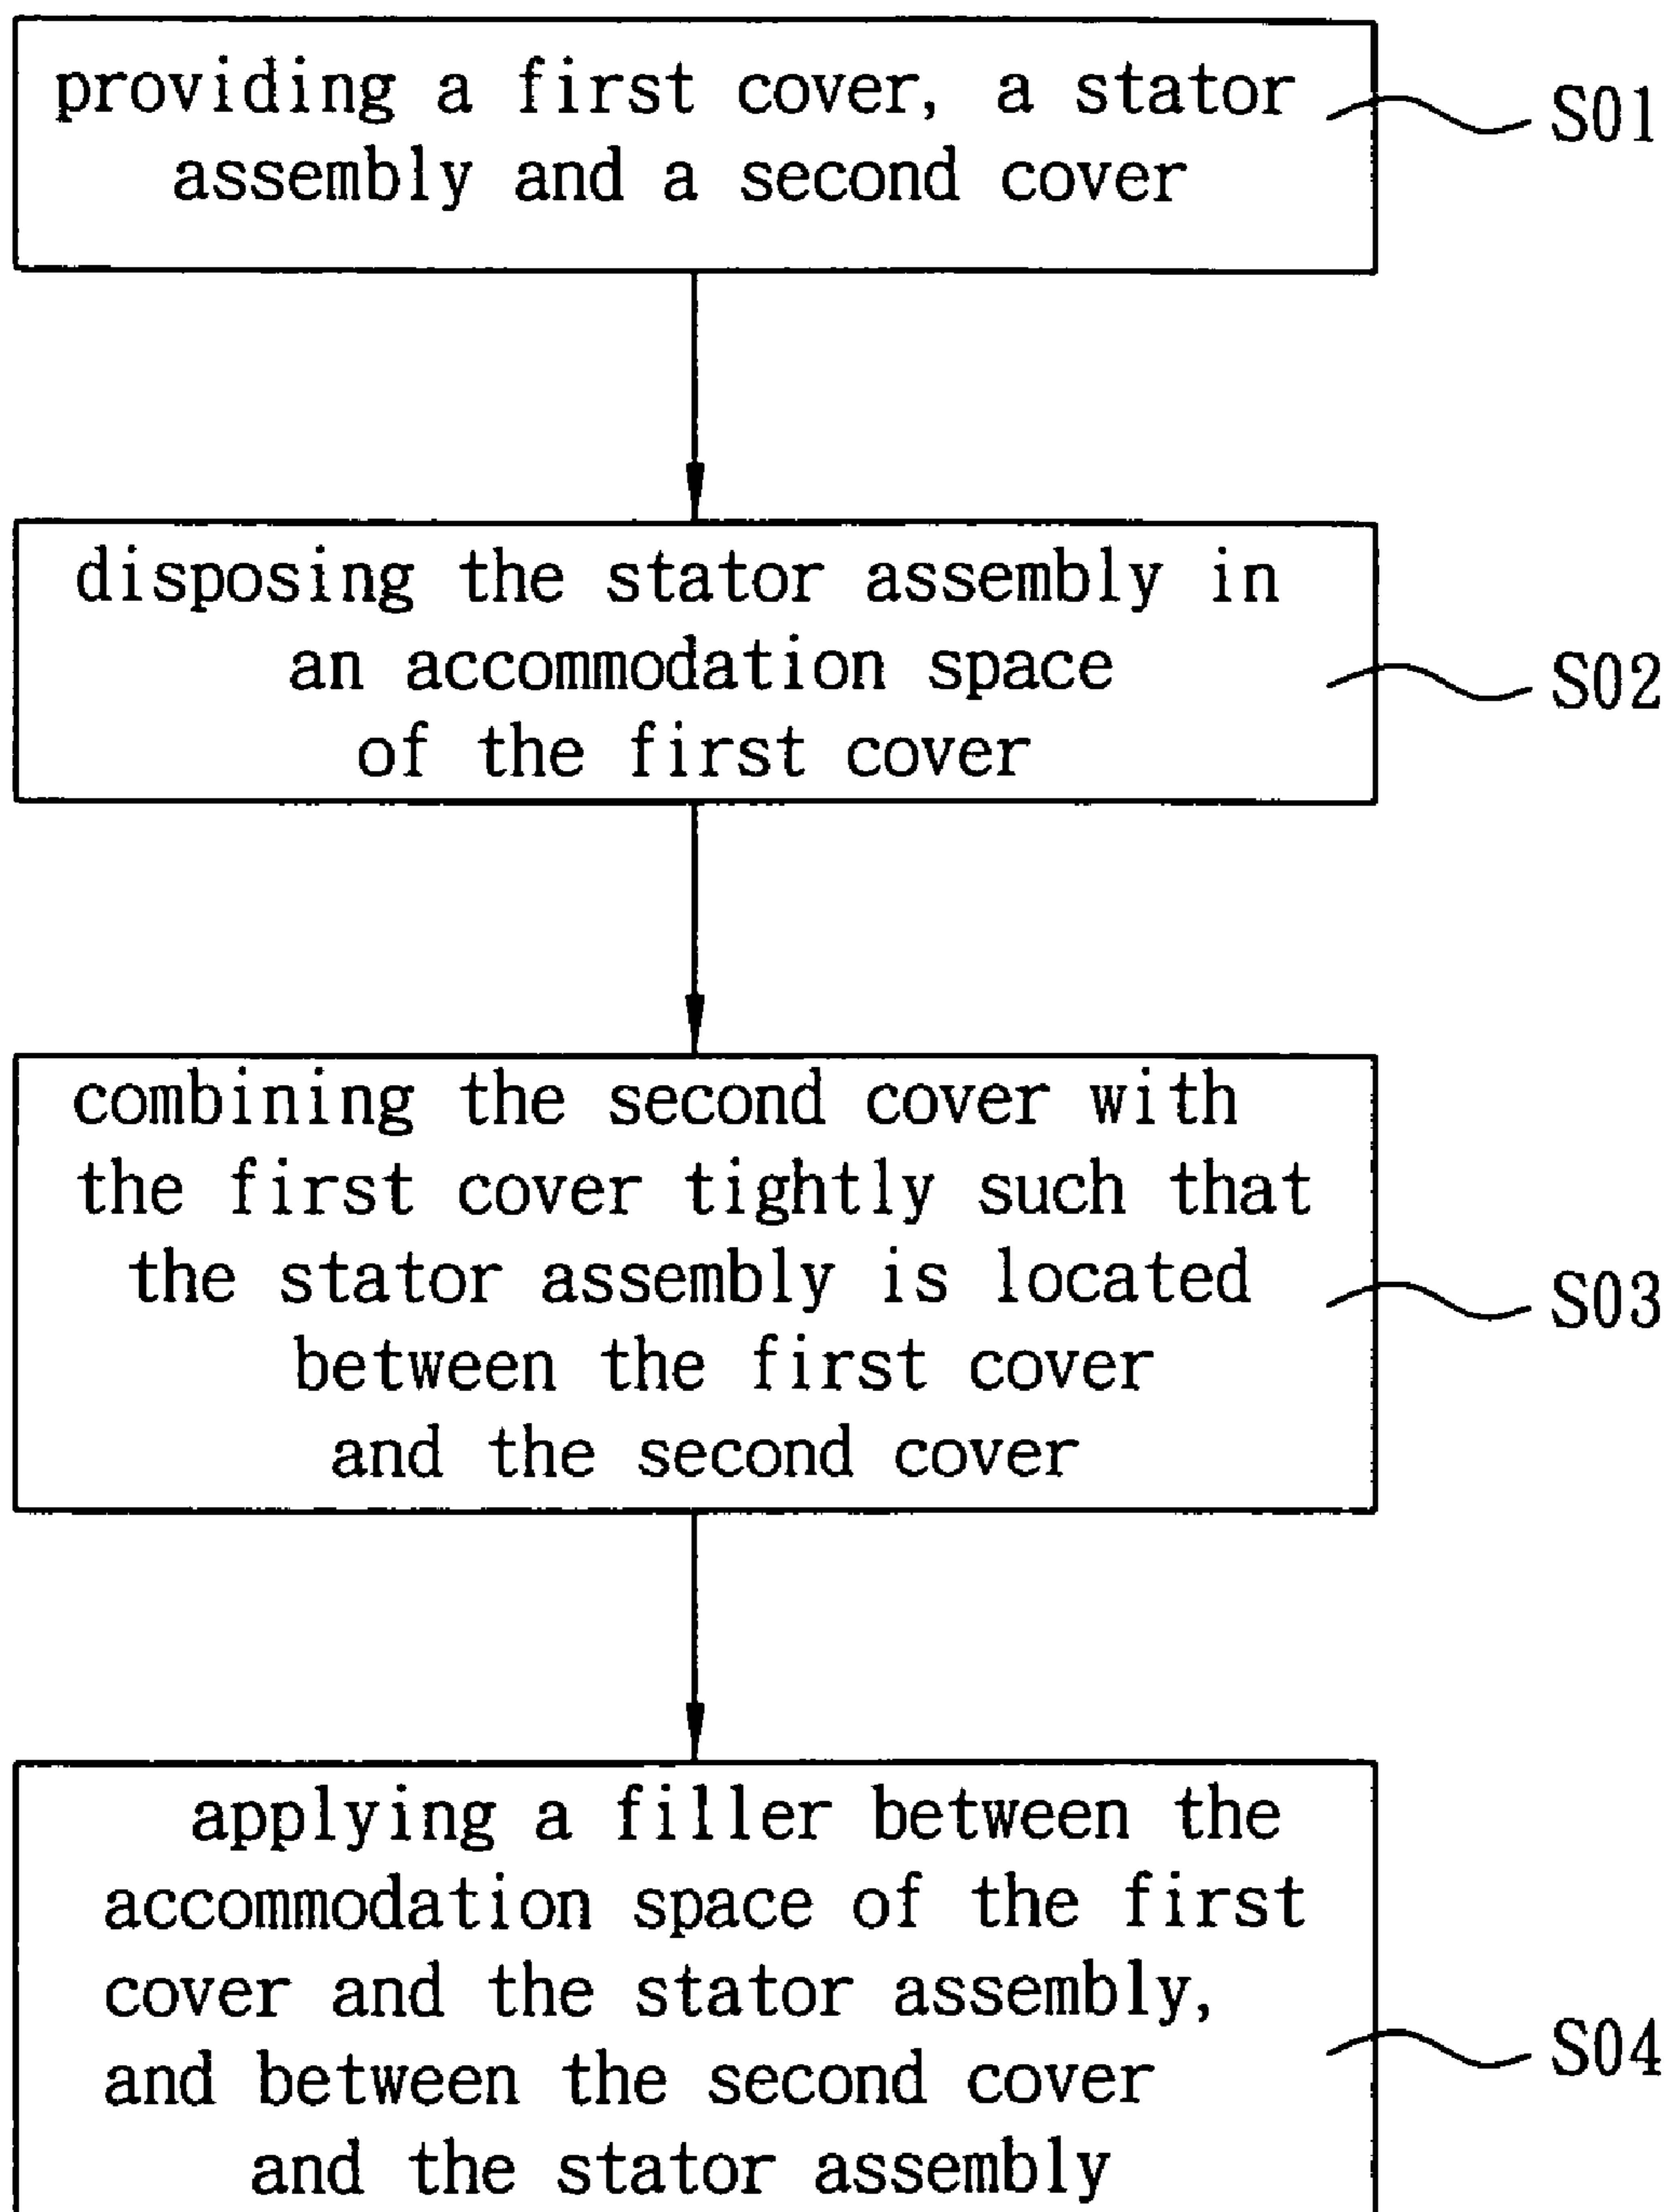 providing a first cover, a stator
assembly and a second cover
S01
disposing the stator assembly in
an accommodation space
of the first cover
S02
combining the second cover with
the first cover tightly such that
the stator assembly is located
between the first cover
and the second cover
S03
applying a filler between the
accommodation space of the first
cover and the stator assembly,
and between the second cover
and the stator assembly
S04